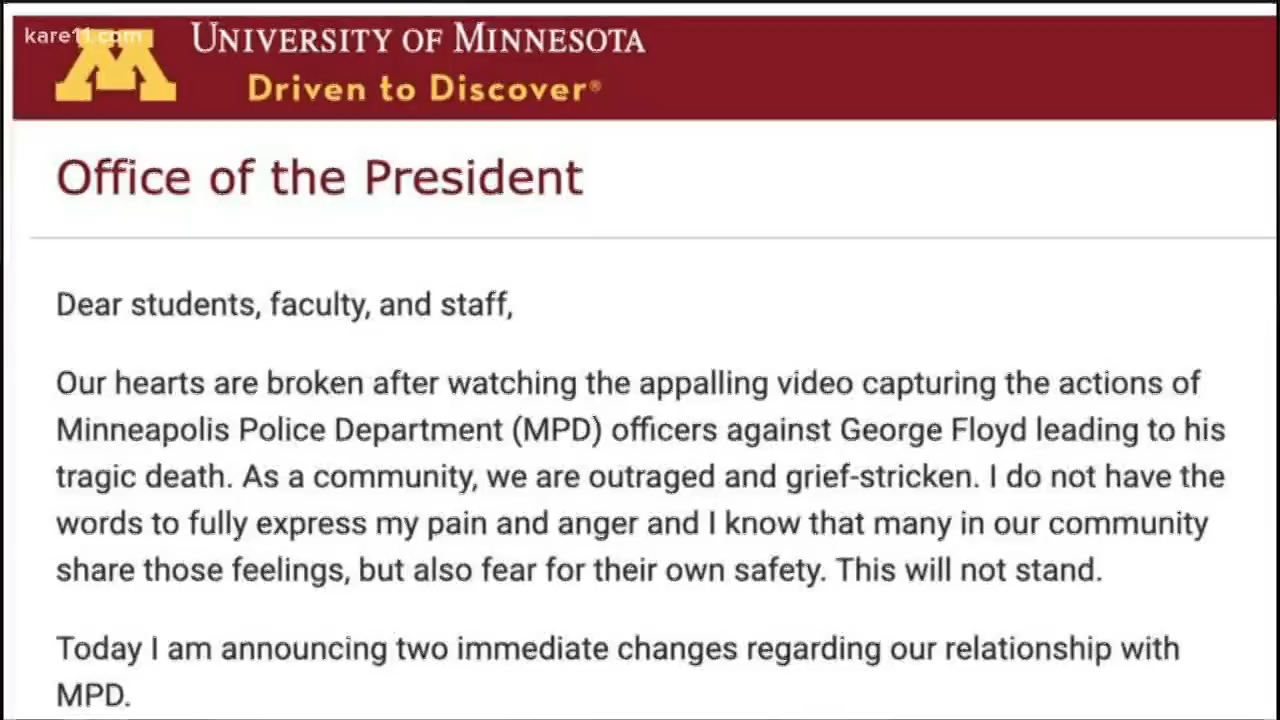 kare11.com
M
UNIVERSITY OF MINNESOTA
Driven to Discover®
Office of the President
Dear students, faculty, and staff,
Our hearts are broken after watching the appalling video capturing the actions of
Minneapolis Police Department (MPD) officers against George Floyd leading to his
tragic death. As a community, we are outraged and grief-stricken. I do not have the
words to fully express my pain and anger and I know that many in our community
share those feelings, but also fear for their own safety. This will not stand.
Today I am announcing two immediate changes regarding our relationship with
MPD.